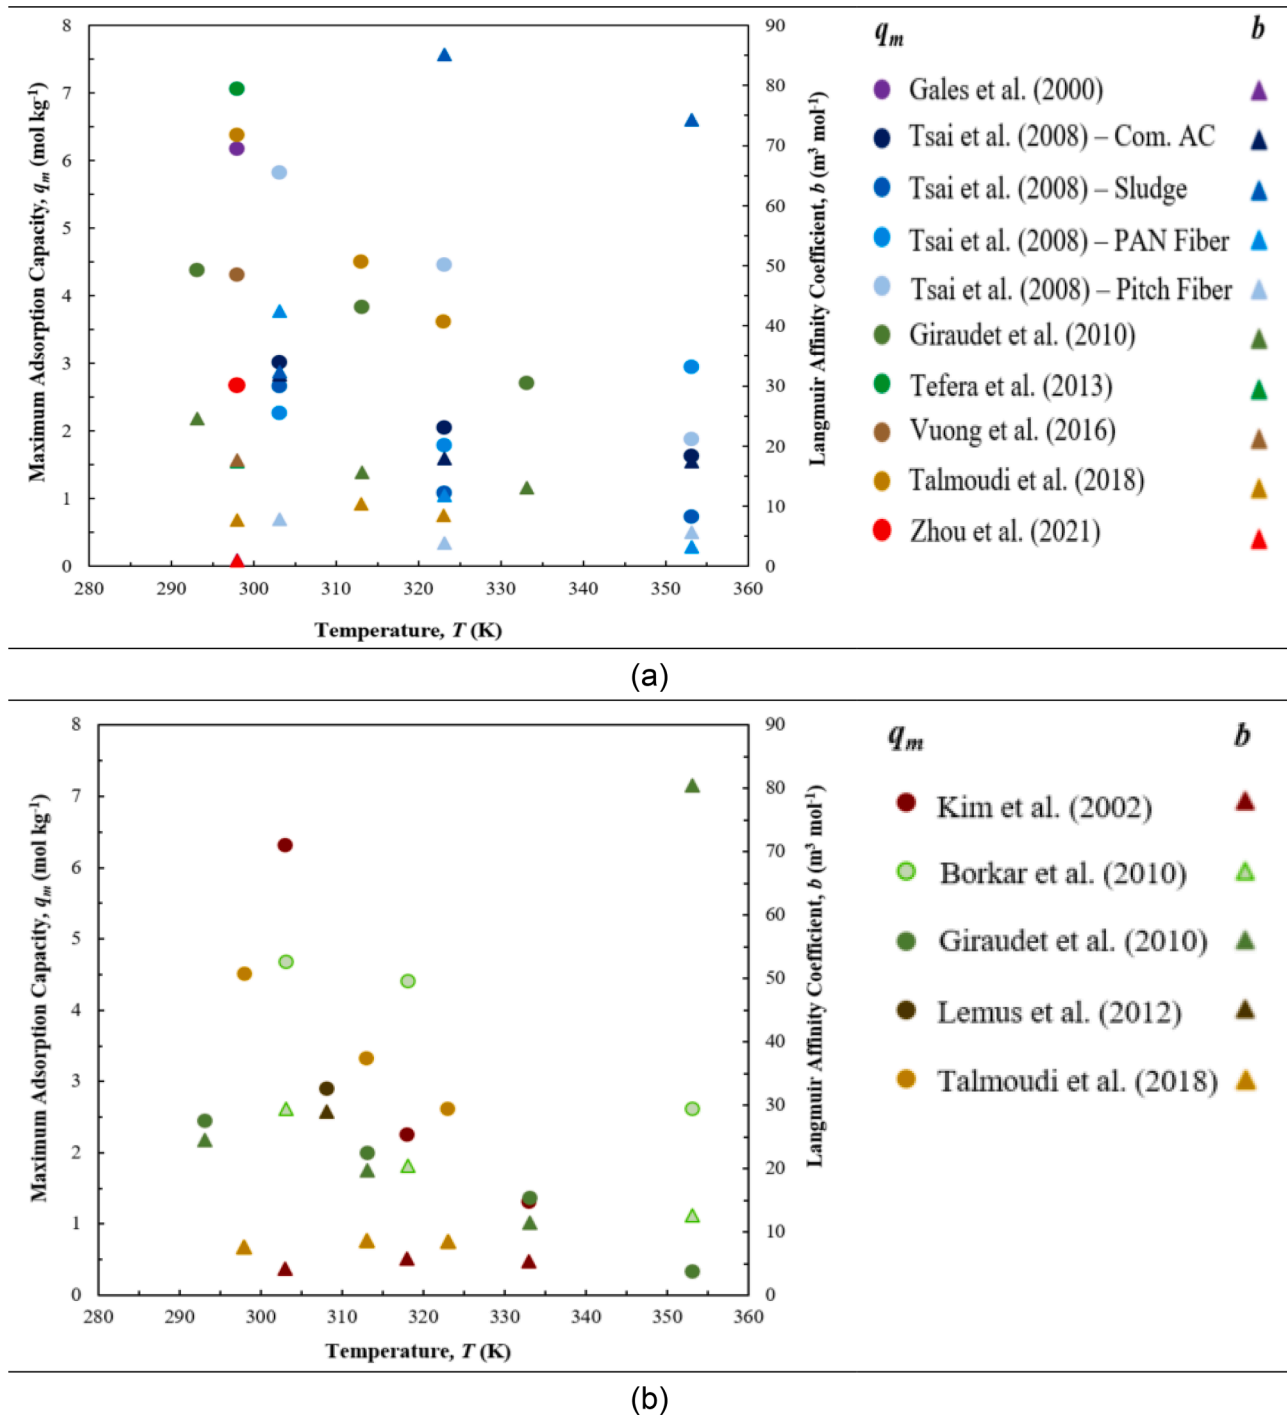 8
7
6
5
4
3
2
1
0
Maximum Adsorption Capacity, qm (mol kg-1)
280 290 300 310 320 330 340 350 360
Temperature, T (K)
90
80
70
60
50
40
30
20
10
0
Langmuir Affinity Coefficient, b (m3 mol-1)
qm b
Gales et al. (2000)
Tsai et al. (2008) – Com. AC
Tsai et al. (2008) – Sludge
Tsai et al. (2008) – PAN Fiber
Tsai et al. (2008) – Pitch Fiber
Giraudet et al. (2010)
Tefera et al. (2013)
Vuong et al. (2016)
Talmoudi et al. (2018)
Zhou et al. (2021)
(a)
8
7
6
5
4
3
2
1
0
Maximum Adsorption Capacity, qm (mol kg-1)
280 290 300 310 320 330 340 350 360
Temperature, T (K)
90
80
70
60
50
40
30
20
10
0
Langmuir Affinity Coefficient, b (m3 mol-1)
qm b
Kim et al. (2002)
Borkar et al. (2010)
Giraudet et al. (2010)
Lemus et al. (2012)
Talmoudi et al. (2018)
(b)